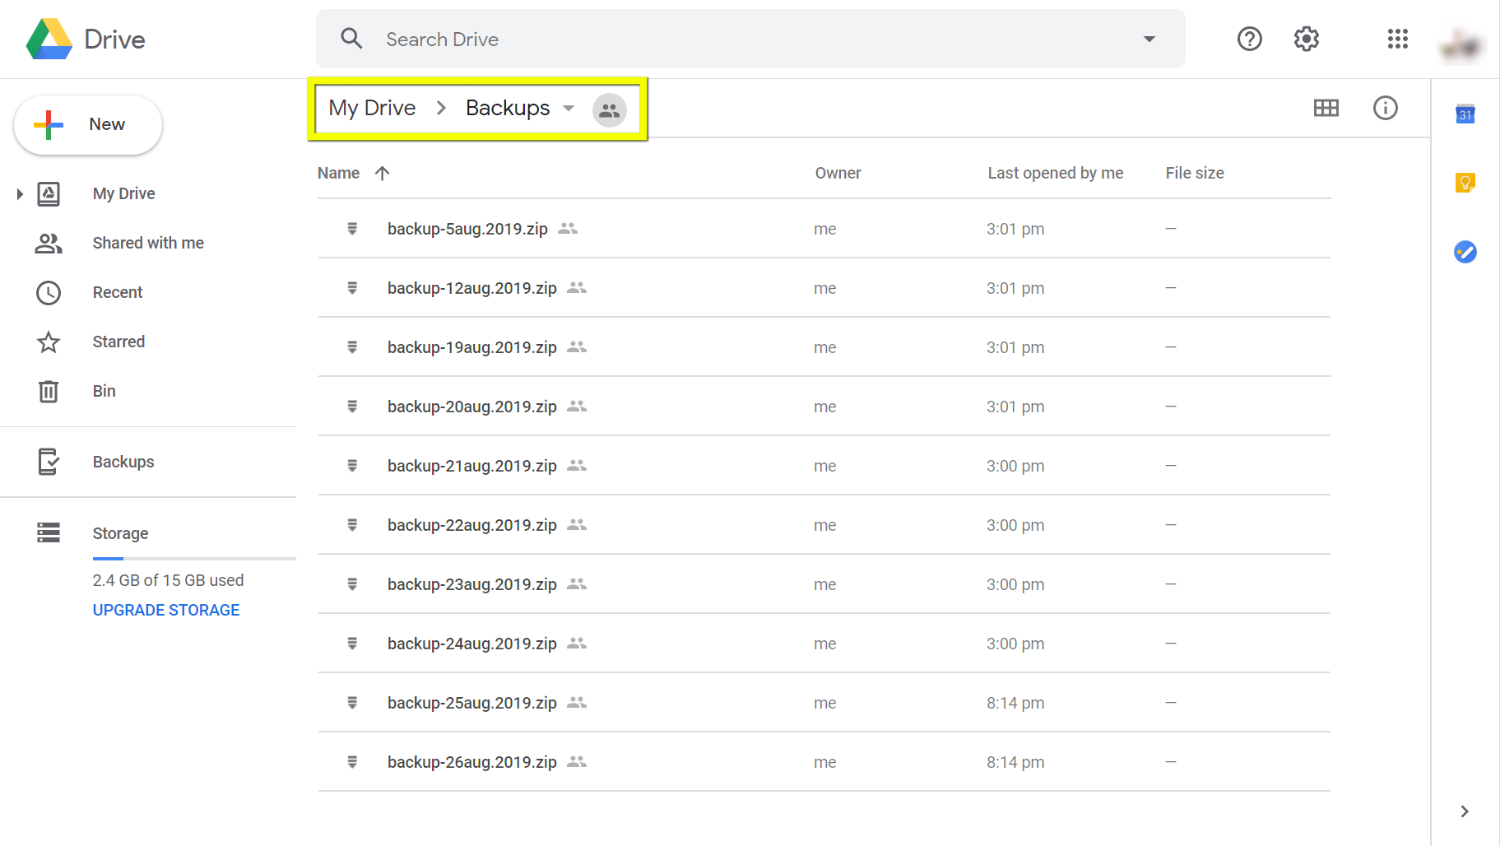 Drive
Search Drive
My Drive > Backups
New
Name Owner Last opened by me File size
My Drive
Shared with me
Recent
Starred
Bin
Backups
Storage
2.4 GB of 15 GB used
UPGRADE STORAGE
backup-5aug.2019.zip me 3:01 pm —
backup-12aug.2019.zip me 3:01 pm —
backup-19aug.2019.zip me 3:01 pm —
backup-20aug.2019.zip me 3:01 pm —
backup-21aug.2019.zip me 3:00 pm —
backup-22aug.2019.zip me 3:00 pm —
backup-23aug.2019.zip me 3:00 pm —
backup-24aug.2019.zip me 3:00 pm —
backup-25aug.2019.zip me 8:14 pm —
backup-26aug.2019.zip me 8:14 pm —
31